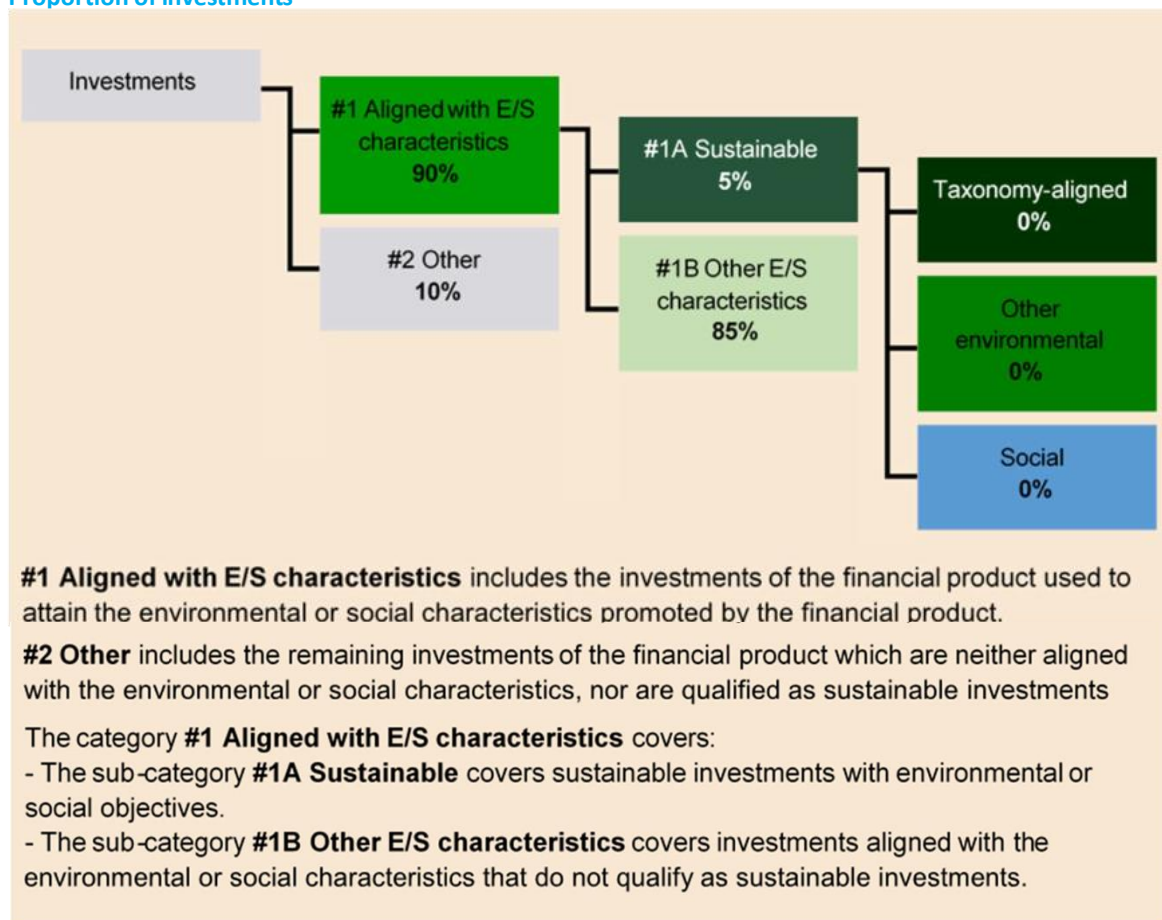 Proportion of investments
Investments
#1 Aligned with E/S
characteristics
90%
#2 Other
10%
#1A Sustainable
5%
#1B Other E/S
characteristics
85%
Taxonomy-aligned
0%
Other
environmental
0%
Social
0%
#1 Aligned with E/S characteristics includes the investments of the financial product used to
attain the environmental or social characteristics promoted by the financial product.
#2 Other includes the remaining investments of the financial product which are neither aligned
with the environmental or social characteristics, nor are qualified as sustainable investments
The category #1 Aligned with E/S characteristics covers:
- The sub-category #1A Sustainable covers sustainable investments with environmental or
social objectives.
- The sub-category #1B Other E/S characteristics covers investments aligned with the
environmental or social characteristics that do not qualify as sustainable investments.